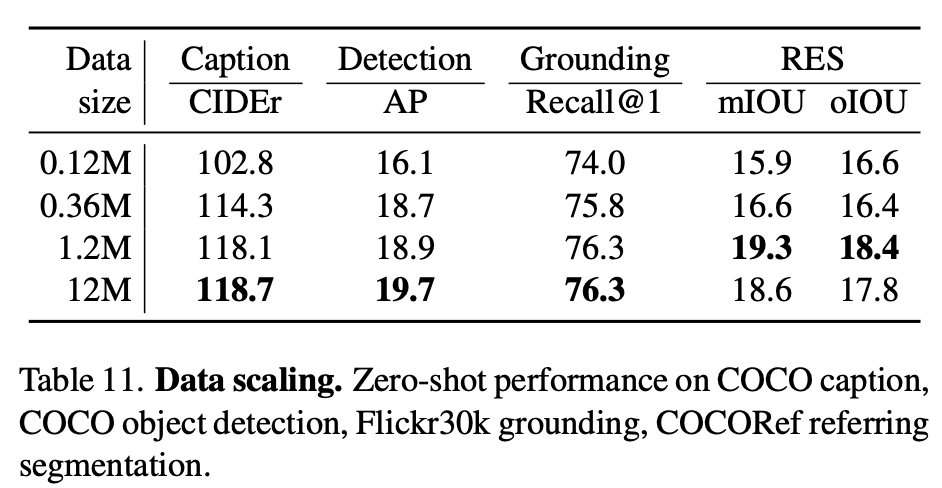 Data Caption Detection Grounding RES
size CIDEr AP Recall@1 mIOU oIOU
0.12M 102.8 16.1 74.0 15.9 16.6
0.36M 114.3 18.7 75.8 16.6 16.4
1.2M 118.1 18.9 76.3 19.3 18.4
12M 118.7 19.7 76.3 18.6 17.8
Table 11. Data scaling. Zero-shot performance on COCO caption,
COCO object detection, Flickr30k grounding, COCORef referring
segmentation.